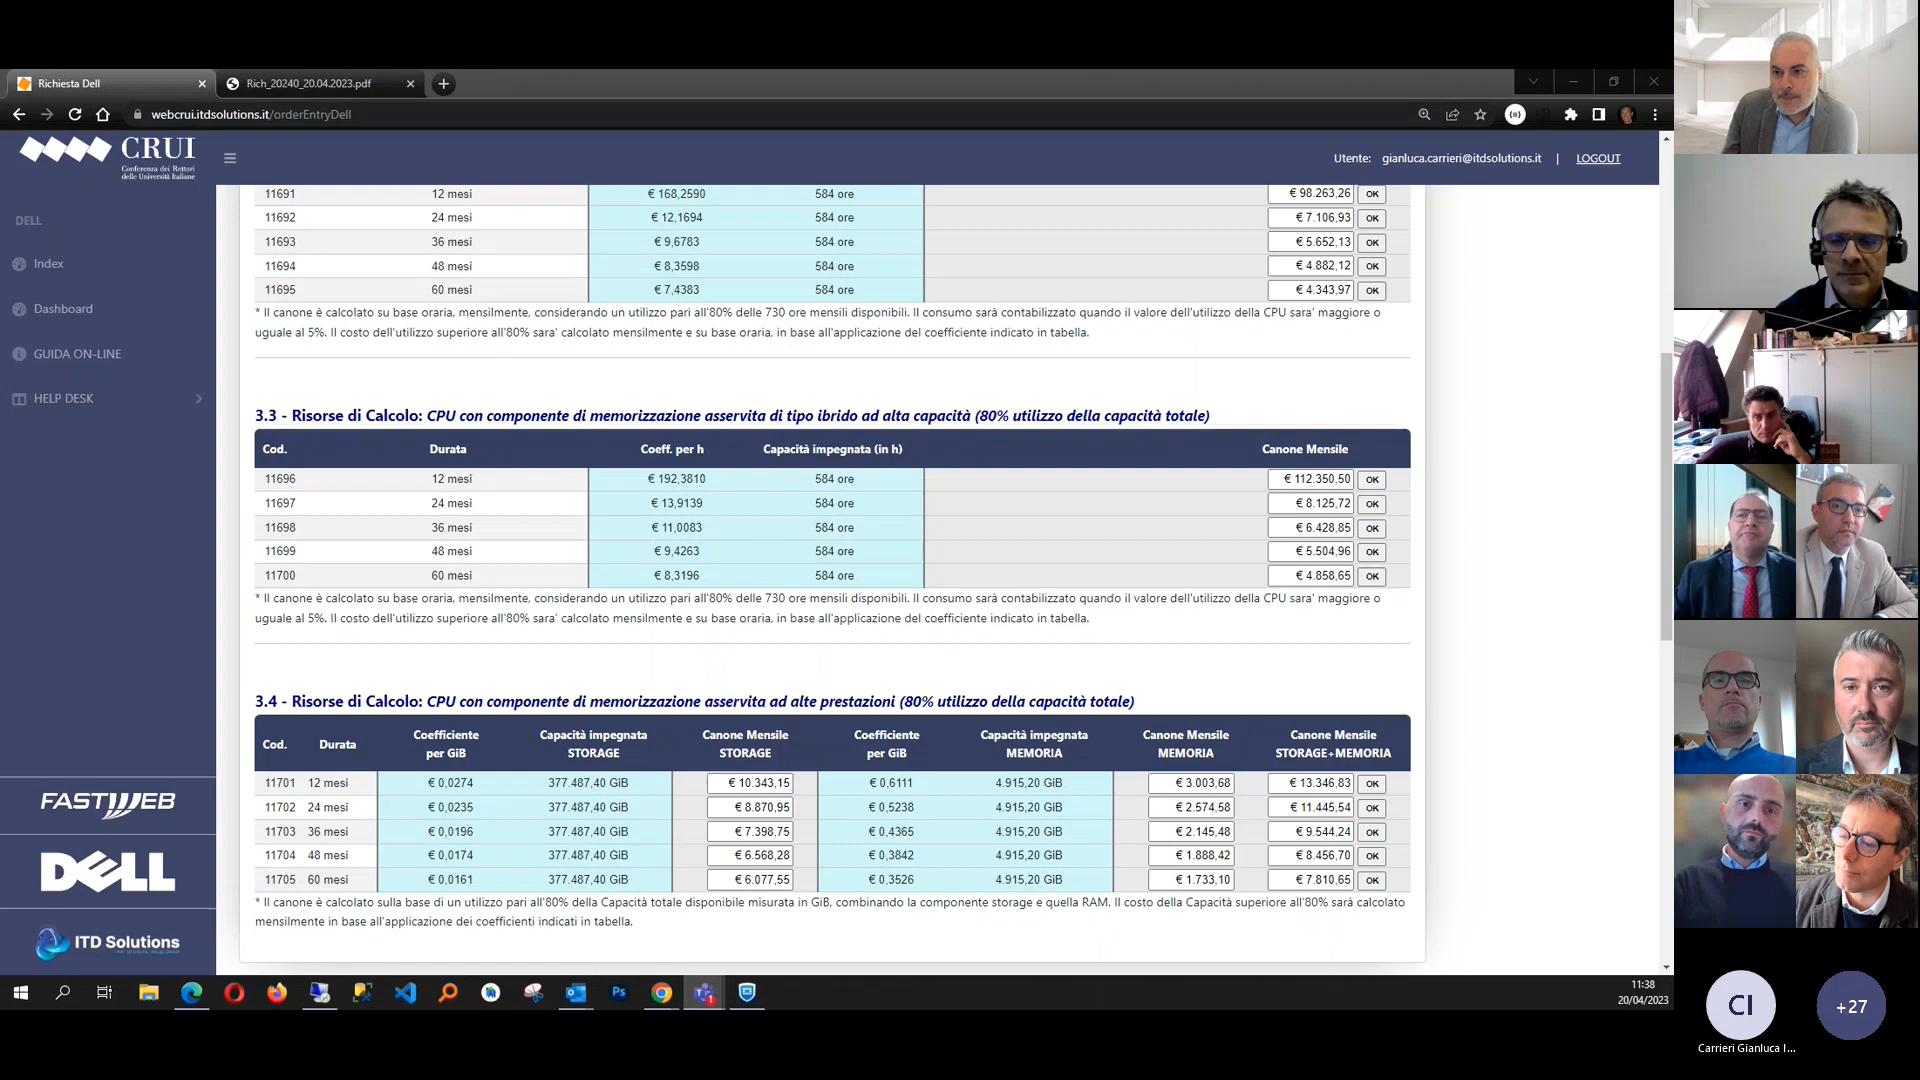 Richiesta Dell
Rich_20240_20.04.2023.pdf
webcrui.itdsolutions.it/orderEntryDell
CRUI
Conferenza dei Rettori
delle Università Italiane
Utente: gianluca.carrieri@itdsolutions.it | LOGOUT
DELL
Index
Dashboard
GUIDA ON-LINE
HELP DESK
FASTWEB
DELL
ITD Solutions
11691 12 mesi € 168,2590 584 ore € 98.263,26 OK
11692 24 mesi € 12,1694 584 ore € 7.106,93 OK
11693 36 mesi € 9,6783 584 ore € 5.652,13 OK
11694 48 mesi € 8,3598 584 ore € 4.882,12 OK
11695 60 mesi € 7,4383 584 ore € 4.343,97 OK
* Il canone è calcolato su base oraria, mensilmente, considerando un utilizzo pari all'80% delle 730 ore mensili disponibili. Il consumo sarà contabilizzato quando il valore dell'utilizzo della CPU sara' maggiore o
uguale al 5%. Il costo dell'utilizzo superiore all'80% sara' calcolato mensilmente e su base oraria, in base all'applicazione del coefficiente indicato in tabella.
3.3 - Risorse di Calcolo: CPU con componente di memorizzazione asservita di tipo ibrido ad alta capacità (80% utilizzo della capacità totale)
Cod. Durata Coeff. per h Capacità impegnata (in h) Canone Mensile
11696 12 mesi € 192,3810 584 ore € 112.350,50 OK
11697 24 mesi € 13,9139 584 ore € 8.125,72 OK
11698 36 mesi € 11,0083 584 ore € 6.428,85 OK
11699 48 mesi € 9,4263 584 ore € 5.504,96 OK
11700 60 mesi € 8,3196 584 ore € 4.858,65 OK
* Il canone è calcolato su base oraria, mensilmente, considerando un utilizzo pari all'80% delle 730 ore mensili disponibili. Il consumo sarà contabilizzato quando il valore dell'utilizzo della CPU sara' maggiore o
uguale al 5%. Il costo dell'utilizzo superiore all'80% sara' calcolato mensilmente e su base oraria, in base all'applicazione del coefficiente indicato in tabella.
3.4 - Risorse di Calcolo: CPU con componente di memorizzazione asservita ad alte prestazioni (80% utilizzo della capacità totale)
Cod. Durata Coefficiente per GiB Capacità impegnata STORAGE Canone Mensile STORAGE Coefficiente per GiB Capacità impegnata MEMORIA Canone Mensile MEMORIA Canone Mensile STORAGE+MEMORIA
11701 12 mesi € 0,0274 377.487,40 GiB € 10.343,15 € 0,6111 4.915,20 GiB € 3.003,68 € 13.346,83 OK
11702 24 mesi € 0,0235 377.487,40 GiB € 8.870,95 € 0,5238 4.915,20 GiB € 2.574,58 € 11.445,54 OK
11703 36 mesi € 0,0196 377.487,40 GiB € 7.398,75 € 0,4365 4.915,20 GiB € 2.145,48 € 9.544,24 OK
11704 48 mesi € 0,0174 377.487,40 GiB € 6.568,28 € 0,3842 4.915,20 GiB € 1.888,42 € 8.456,70 OK
11705 60 mesi € 0,0161 377.487,40 GiB € 6.077,55 € 0,3526 4.915,20 GiB € 1.733,10 € 7.810,65 OK
* Il canone è calcolato sulla base di un utilizzo pari all'80% della Capacità totale disponibile misurata in GiB, combinando la componente storage e quella RAM. Il costo della Capacità superiore all'80% sarà calcolato
mensilmente in base all'applicazione dei coefficienti indicati in tabella.
11:38
20/04/2023
CI
Carrieri Gianluca I...
+27